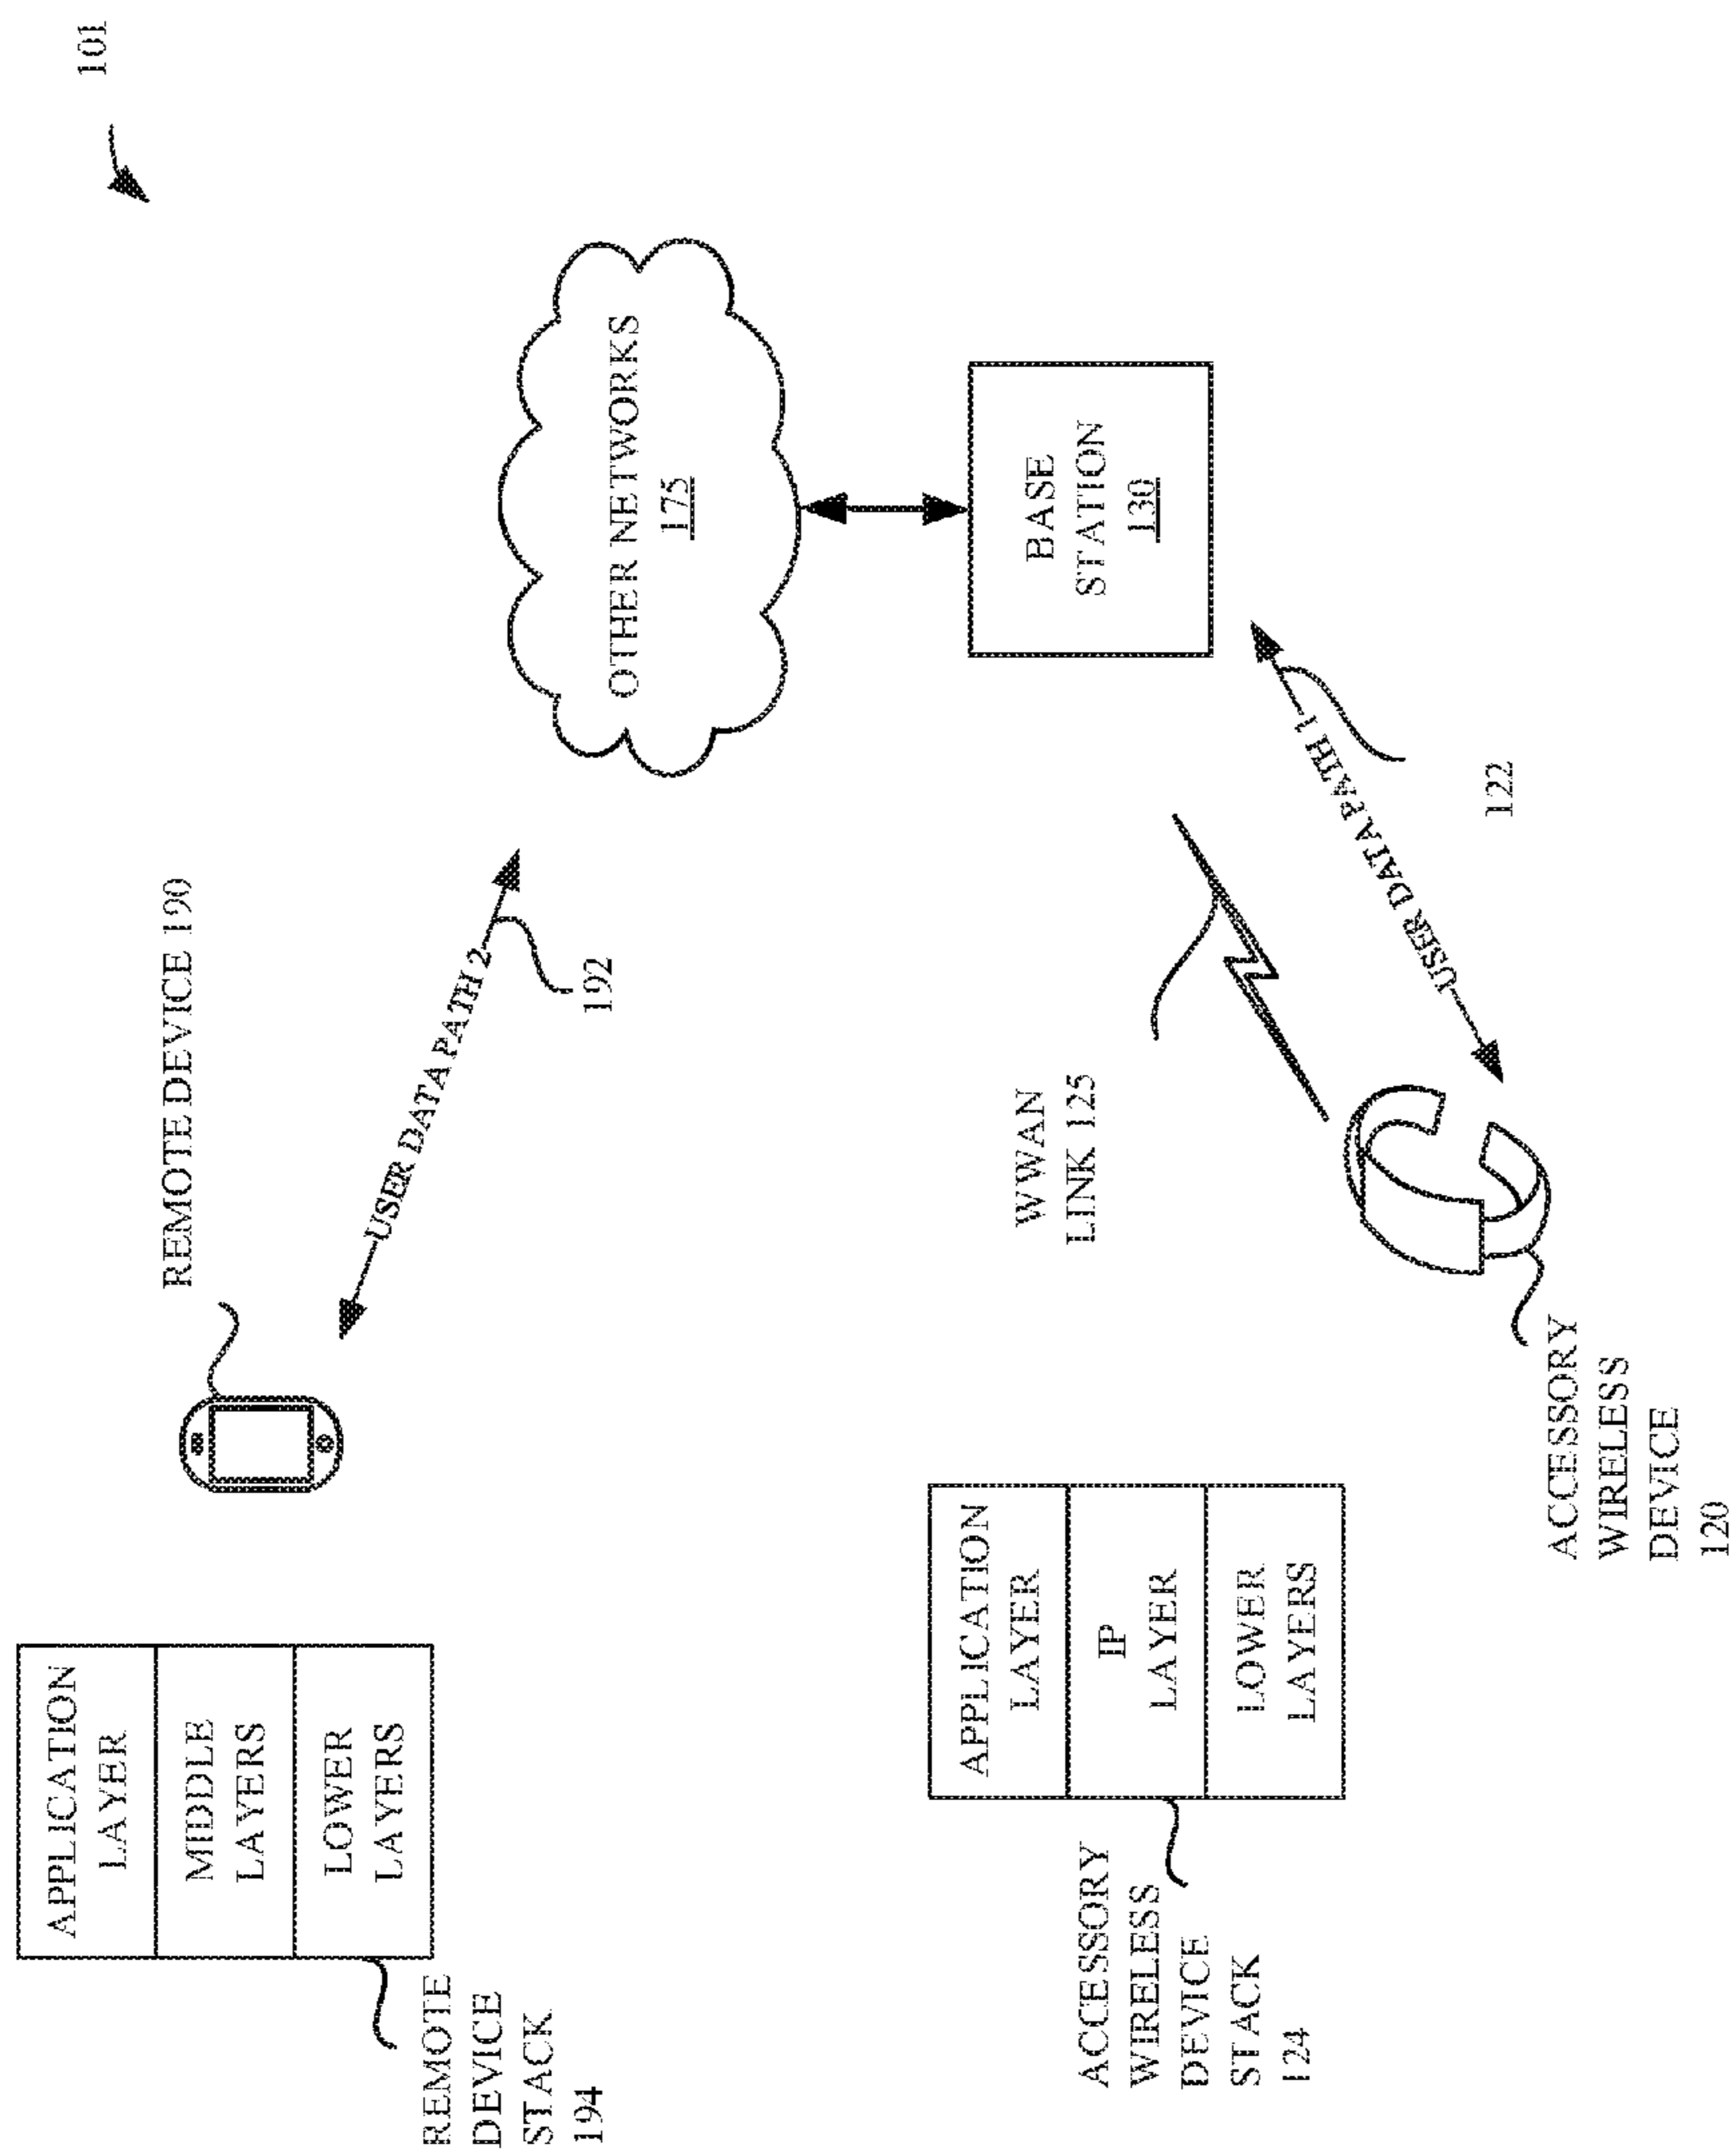 101
REMOTE DEVICE 190
APPLICATION
LAYER
MIDDLE
LAYERS
LOWER
LAYERS
REMOTE
DEVICE
STACK
194
USER DATA PATH 2
192
OTHER NETWORKS
175
BASE
STATION
130
WWAN
LINK 125
USER DATA PATH 1
122
APPLICATION
LAYER
IP
LAYER
LOWER
LAYERS
ACCESSORY
WIRELESS
DEVICE
STACK
124
ACCESSORY
WIRELESS
DEVICE
120